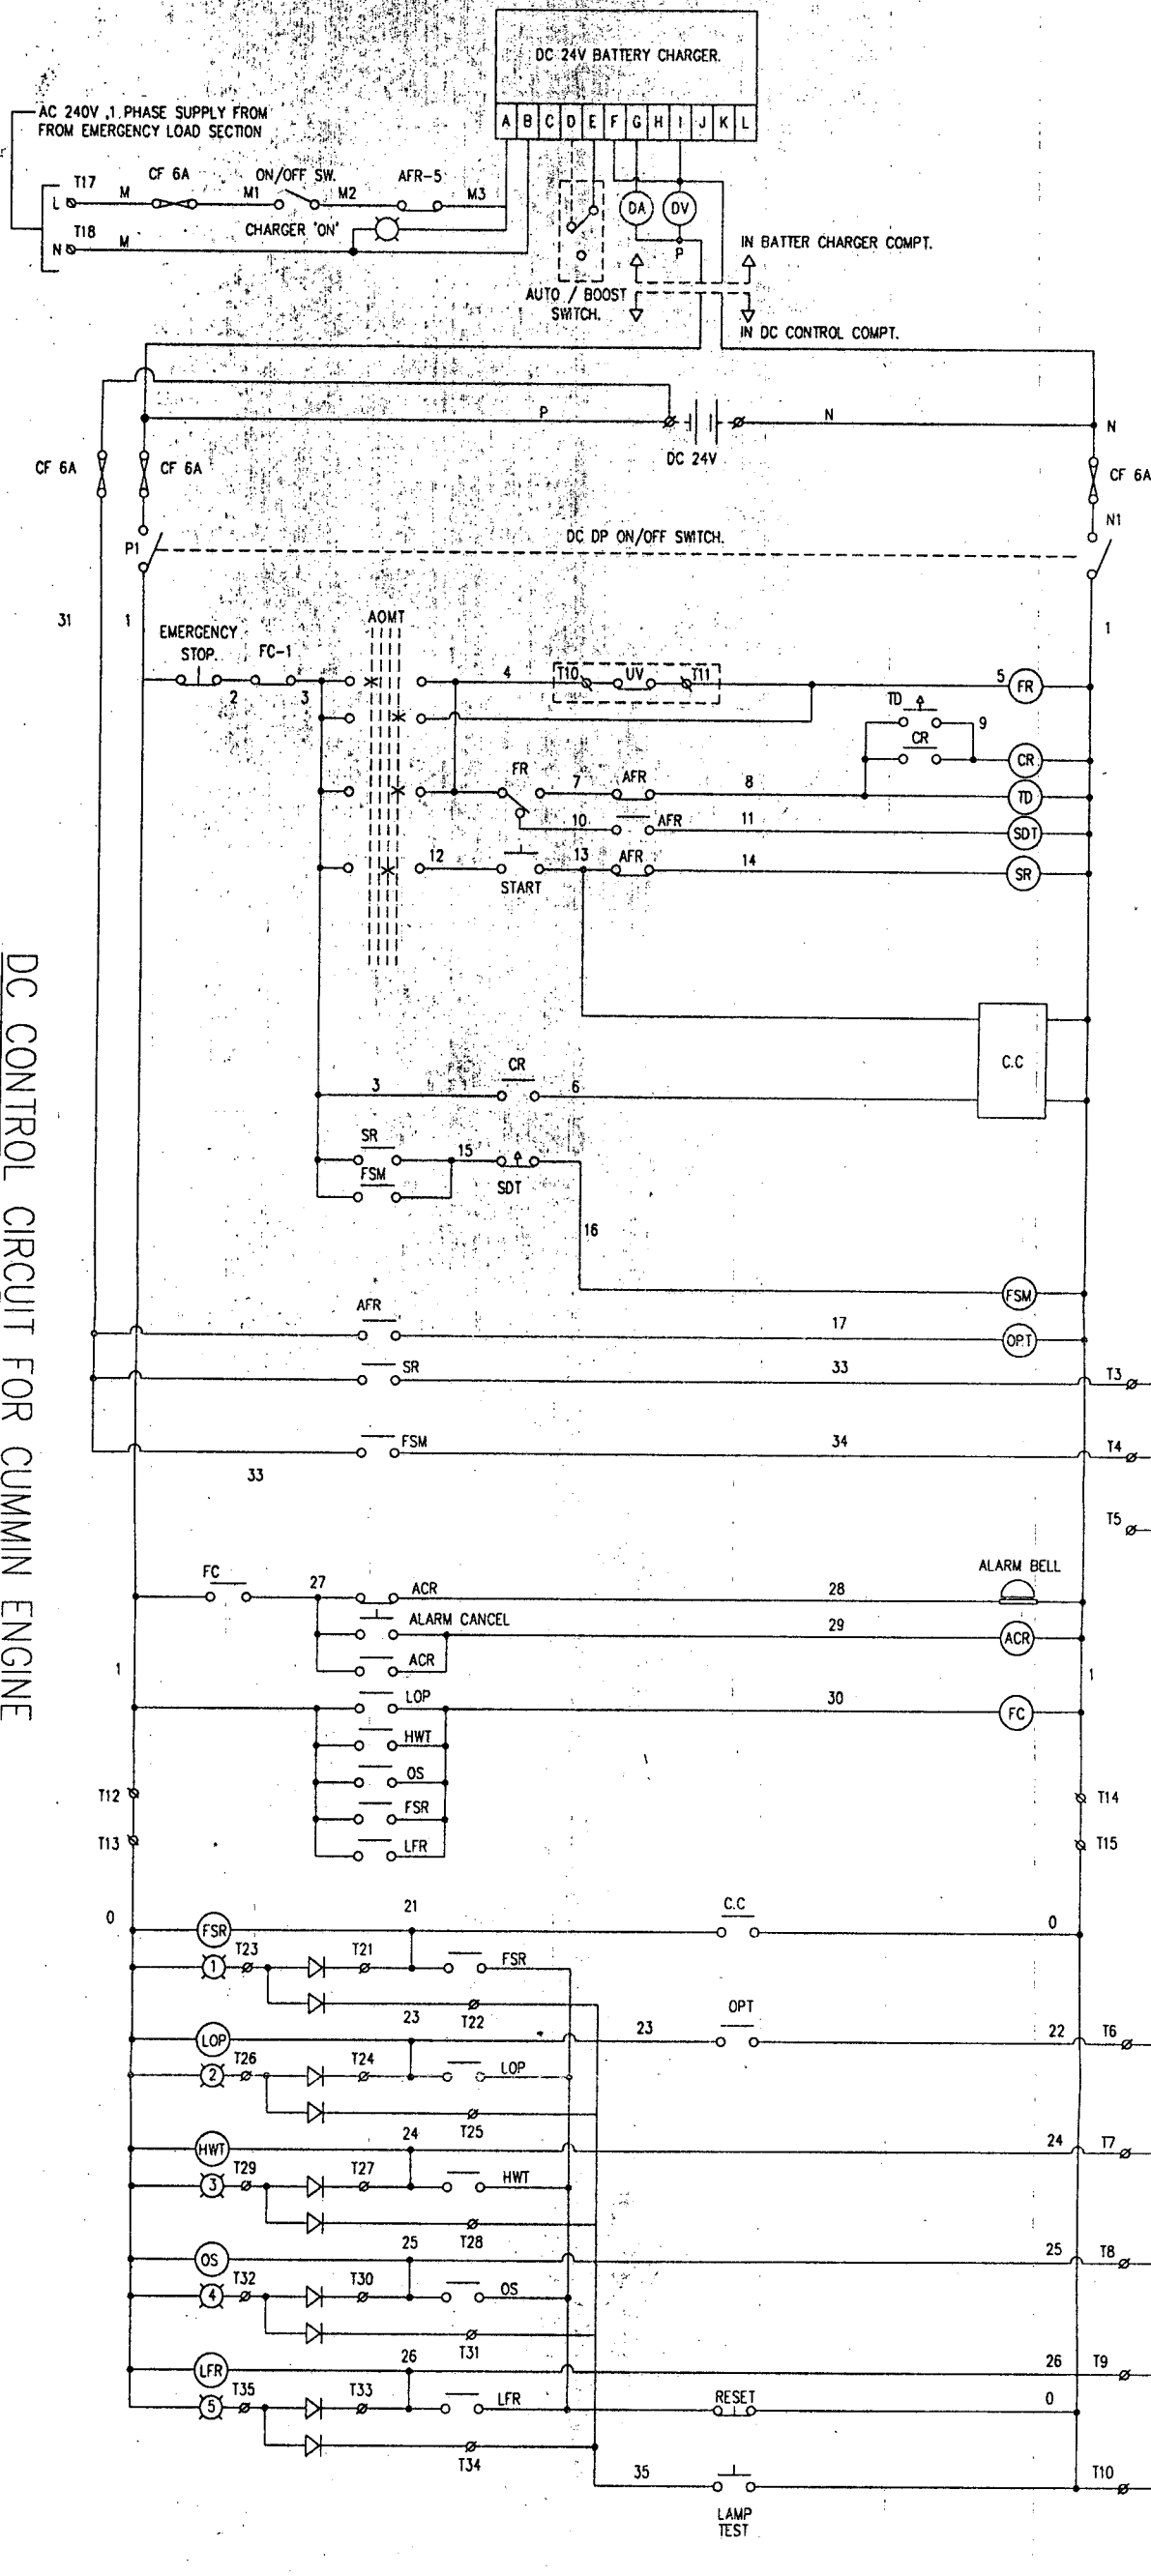 DC 24V BATTERY CHARGER.
A B C D E F G H I J K L
AC 240V ,1.PHASE SUPPLY FROM
FROM EMERGENCY LOAD SECTION
T17 M CF 6A M1 ON/OFF SW. M2 AFR-5 M3
L
T18 M CHARGER 'ON'
N
DA DV
P
IN BATTER CHARGER COMPT.
AUTO / BOOST
SWITCH.
IN DC CONTROL COMPT.
P N N
DC 24V
CF 6A CF 6A CF 6A
N1
P1 DC DP ON/OFF SWITCH.
31 1 1
AOMT
EMERGENCY
STOP. FC-1
2 3 4 T10 UV T11 5 FR
TD 9
CR CR
FR 7 AFR 8 TD
10 AFR 11 SDT
12 START 13 AFR 14 SR
C.C
3 CR 6
SR 15
FSM SDT
16
FSM
AFR 17 OPT
SR 33 T3
FSM 34 T4
33
T5
ALARM BELL
FC 27 ACR 28
ALARM CANCEL 29 ACR
ACR
1 1
LOP 30 FC
HWT
OS
FSR
LFR
T12 T14
T13 T15
0 FSR 21 C.C 0
1 T23 T21 FSR
T22
LOP 23 23 OPT 22 T6
2 T26 T24 LOP
T25
HWT 24 24 T7
3 T29 T27 HWT
T28
OS 25 25 T8
4 T32 T30 OS
T31
LFR 26 26 T9
5 T35 T33 LFR RESET 0
T34
35 LAMP
TEST T10
DC CONTROL CIRCUIT FOR CUMMIN ENGINE